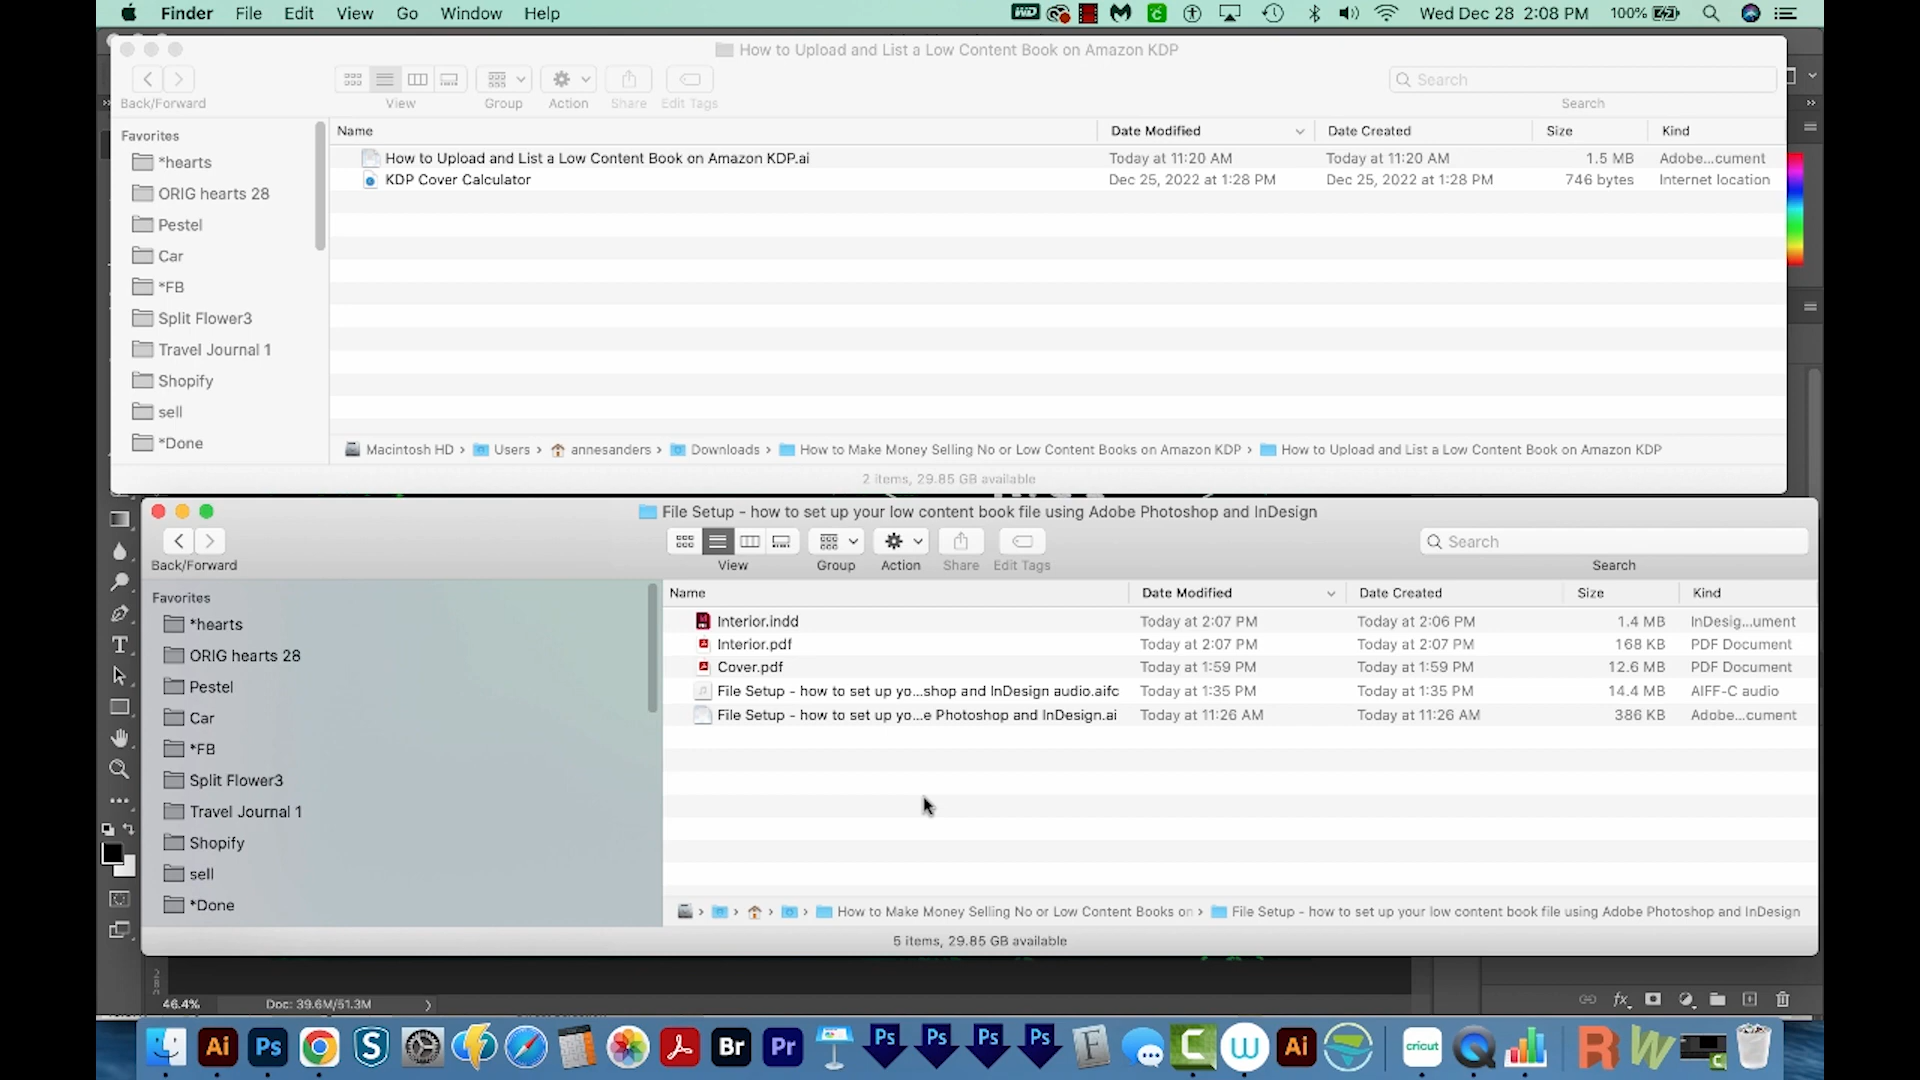 Finder File Edit View Go Window Help Wed Dec 28 2:08 PM 100%
How to Upload and List a Low Content Book on Amazon KDP
Search
Back/Forward View Group Action Share Edit Tags Search
Favorites
*hearts
ORIG hearts 28
Pestel
Car
*FB
Split Flower3
Travel Journal 1
Shopify
sell
*Done
Name Date Modified Date Created Size Kind
How to Upload and List a Low Content Book on Amazon KDP.ai Today at 11:20 AM Today at 11:20 AM 1.5 MB Adobe...cument
KDP Cover Calculator Dec 25, 2022 at 1:28 PM Dec 25, 2022 at 1:28 PM 746 bytes Internet location
Macintosh HD › Users › annesanders › Downloads › How to Make Money Selling No or Low Content Books on Amazon KDP › How to Upload and List a Low Content Book on Amazon KDP
2 items, 29.85 GB available
File Setup - how to set up your low content book file using Adobe Photoshop and InDesign
Search
Back/Forward View Group Action Share Edit Tags Search
Favorites
*hearts
ORIG hearts 28
Pestel
Car
*FB
Split Flower3
Travel Journal 1
Shopify
sell
*Done
Name Date Modified Date Created Size Kind
Interior.indd Today at 2:07 PM Today at 2:06 PM 1.4 MB InDesig...ument
Interior.pdf Today at 2:07 PM Today at 2:07 PM 168 KB PDF Document
Cover.pdf Today at 1:59 PM Today at 1:59 PM 12.6 MB PDF Document
File Setup - how to set up yo...shop and InDesign audio.aifc Today at 1:35 PM Today at 1:35 PM 14.4 MB AIFF-C audio
File Setup - how to set up yo...e Photoshop and InDesign.ai Today at 11:26 AM Today at 11:26 AM 386 KB Adobe...cument
How to Make Money Selling No or Low Content Books on › File Setup - how to set up your low content book file using Adobe Photoshop and InDesign
5 items, 29.85 GB available
46.4% Doc: 39.6M/51.3M
fx
Ai Ps S Br Pr Ps Ps Ps Ps F C Ai cricut R W